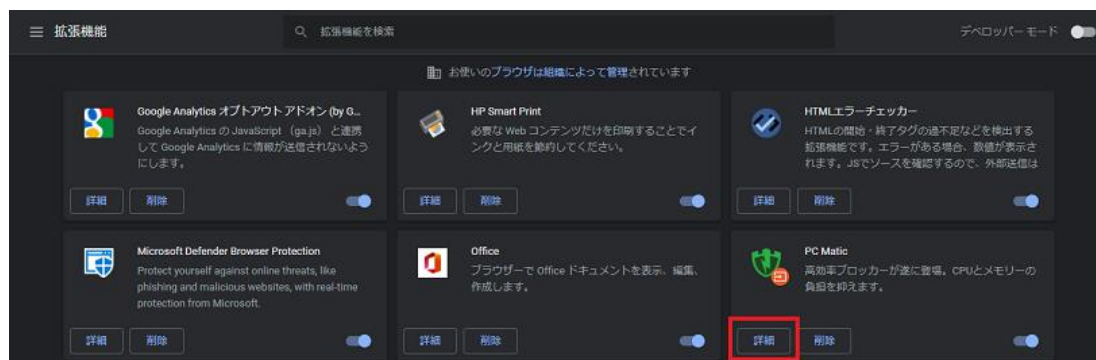 拡張機能
拡張機能を検索
デベロッパー モード
お使いのブラウザは組織によって管理されています
Google Analytics オプトアウト アドオン (by G...
Google Analytics の JavaScript （ga.js） と連携
して Google Analytics に情報が送信されないよう
にします。
詳細 削除
HP Smart Print
必要な Web コンテンツだけを印刷することでイ
ンクと用紙を節約してください。
詳細 削除
HTMLエラーチェッカー
HTMLの開始・終了タグの過不足などを検出する
拡張機能です。エラーがある場合、数値が表示さ
れます。JSでソースを確認するので、外部送信は
詳細 削除
Microsoft Defender Browser Protection
Protect yourself against online threats, like
phishing and malicious websites, with real-time
protection from Microsoft.
詳細 削除
Office
ブラウザーで Office ドキュメントを表示、編集、
作成します。
詳細 削除
PC Matic
高効率ブロッカーが遂に登場。CPUとメモリーの
負担を抑えます。
詳細 削除